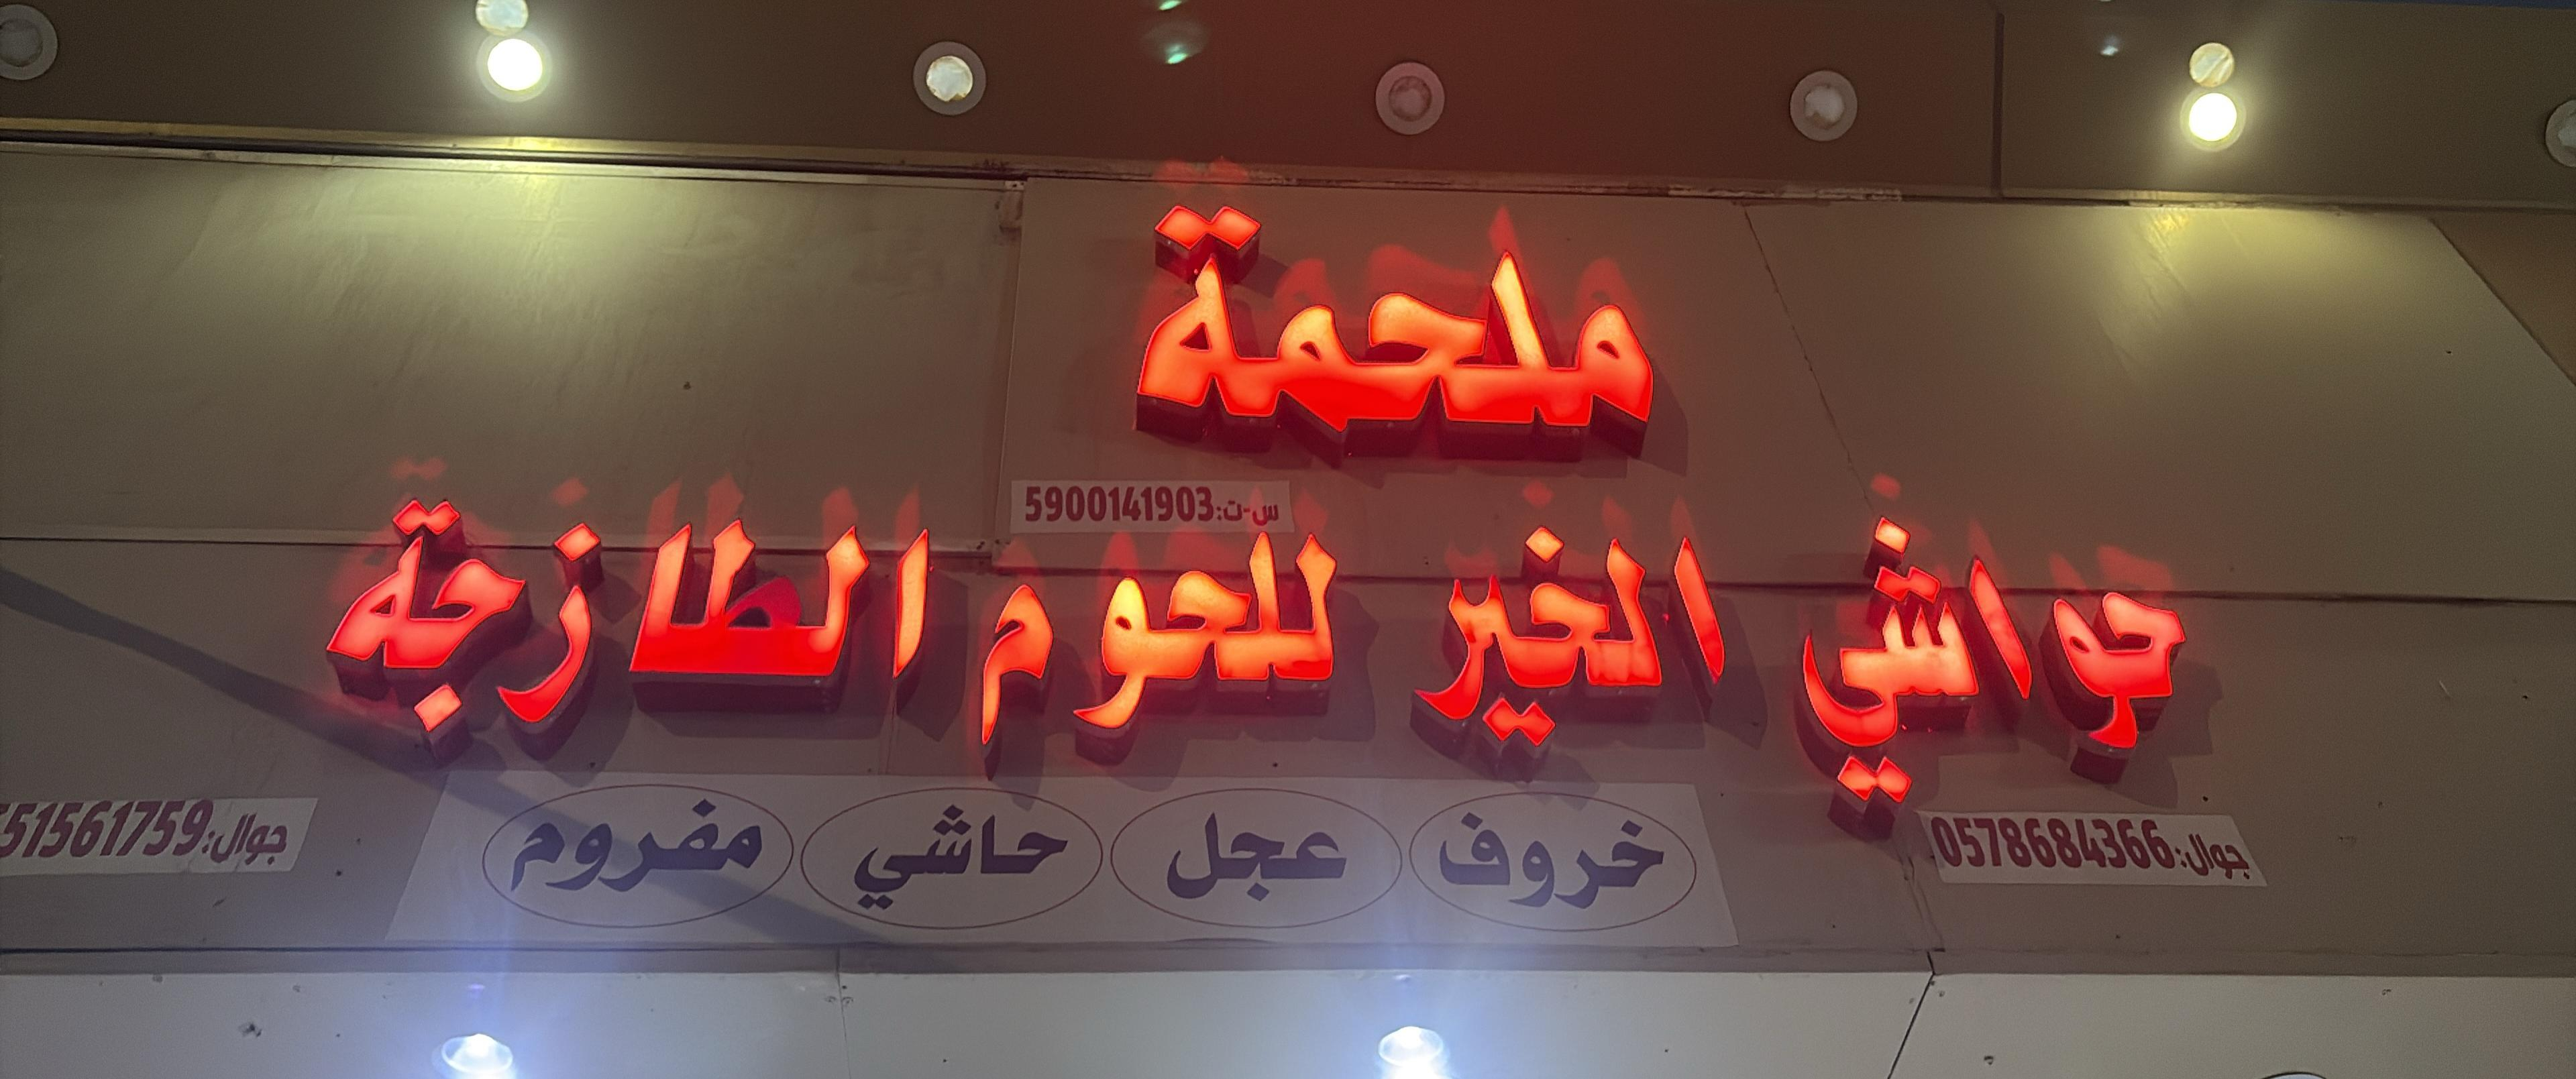 ملحمة
س-ت:5900141903
حواشي الخير للحوم الطازجة
جوال:0578684366
خروف عجل حاشي مفروم
جوال:51561759